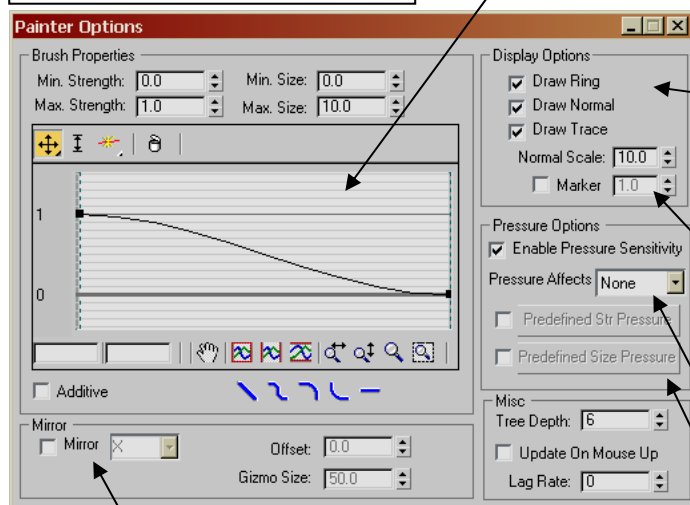 Painter Options
Brush Properties
Min. Strength: 0.0 Min. Size: 0.0
Max. Strength: 1.0 Max. Size: 10.0
1
0
Additive
Mirror
Mirror X Offset: 0.0
Gizmo Size: 50.0
Display Options
Draw Ring
Draw Normal
Draw Trace
Normal Scale: 10.0
Marker 1.0
Pressure Options
Enable Pressure Sensitivity
Pressure Affects None
Predefined Str Pressure
Predefined Size Pressure
Misc
Tree Depth: 6
Update On Mouse Up
Lag Rate: 0